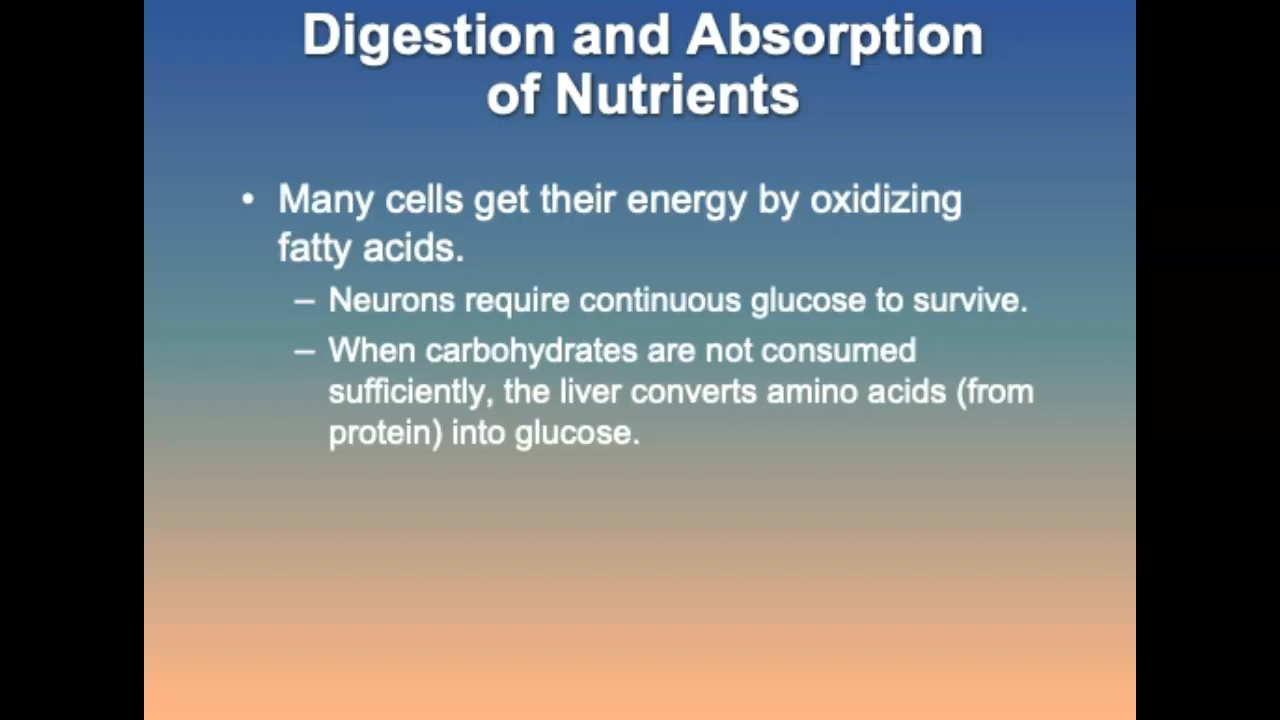 Digestion and Absorption
of Nutrients
• Many cells get their energy by oxidizing
fatty acids.
– Neurons require continuous glucose to survive.
– When carbohydrates are not consumed
sufficiently, the liver converts amino acids (from
protein) into glucose.